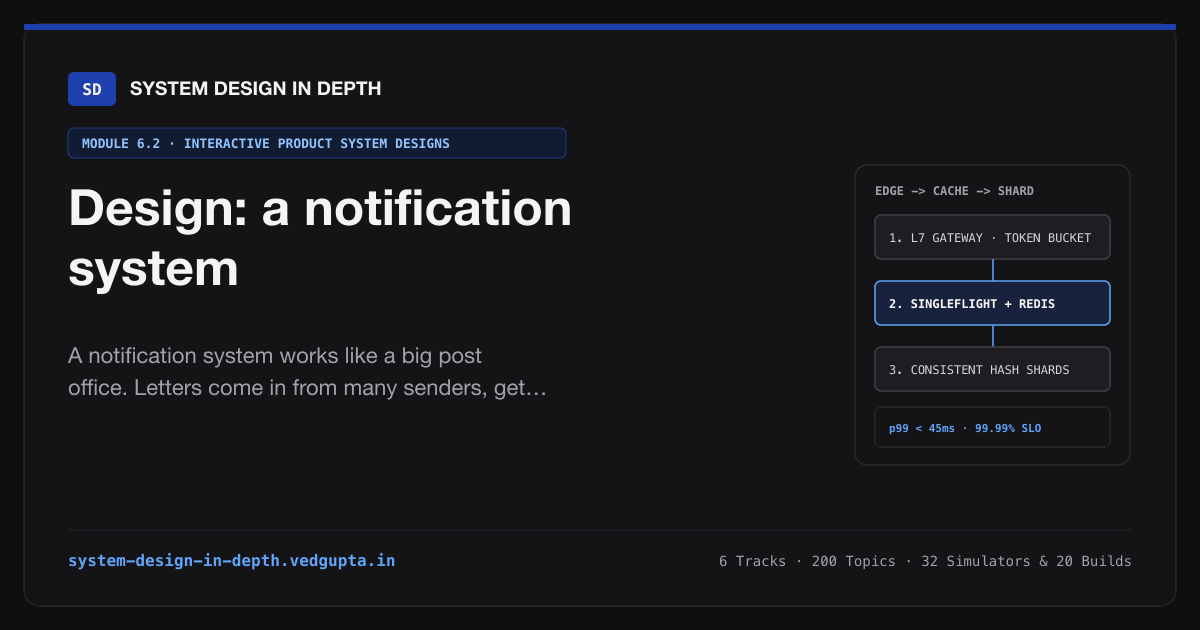 SD
SYSTEM DESIGN IN DEPTH
MODULE 6.2 · INTERACTIVE PRODUCT SYSTEM DESIGNS
Design: a notification
system
A notification system works like a big post
office. Letters come in from many senders, get…
EDGE —> CACHE —> SHARD
1. L7 GATEWAY · TOKEN BUCKET
2. SINGLEFLIGHT + REDIS
3. CONSISTENT HASH SHARDS
p99 < 45ms · 99.99% SLO
system-design-in-depth.vedgupta.in
6 Tracks · 200 Topics · 32 Simulators & 20 Builds